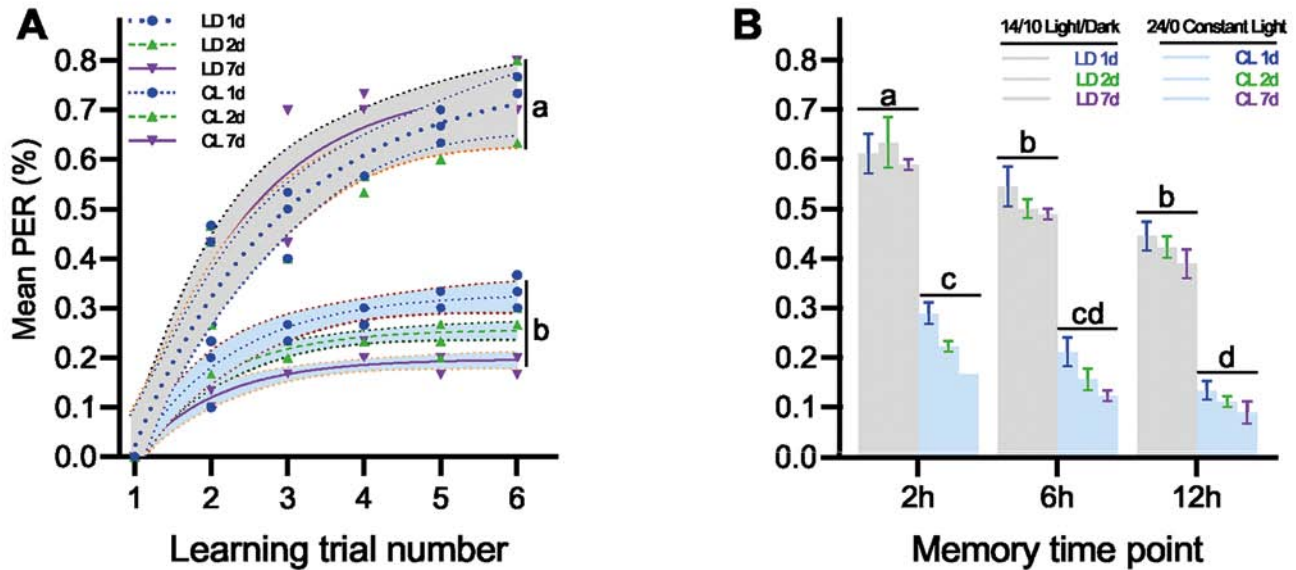 A
LD 1d
LD 2d
LD 7d
CL 1d
CL 2d
CL 7d
Mean PER (%)
0.8
0.7
0.6
0.5
0.4
0.3
0.2
0.1
0.0
a
b
1 2 3 4 5 6
Learning trial number
B
14/10 Light/Dark 24/0 Constant Light
LD 1d CL 1d
LD 2d CL 2d
LD 7d CL 7d
0.8
0.7
0.6
0.5
0.4
0.3
0.2
0.1
0.0
a
b
b
c
cd
d
2h 6h 12h
Memory time point